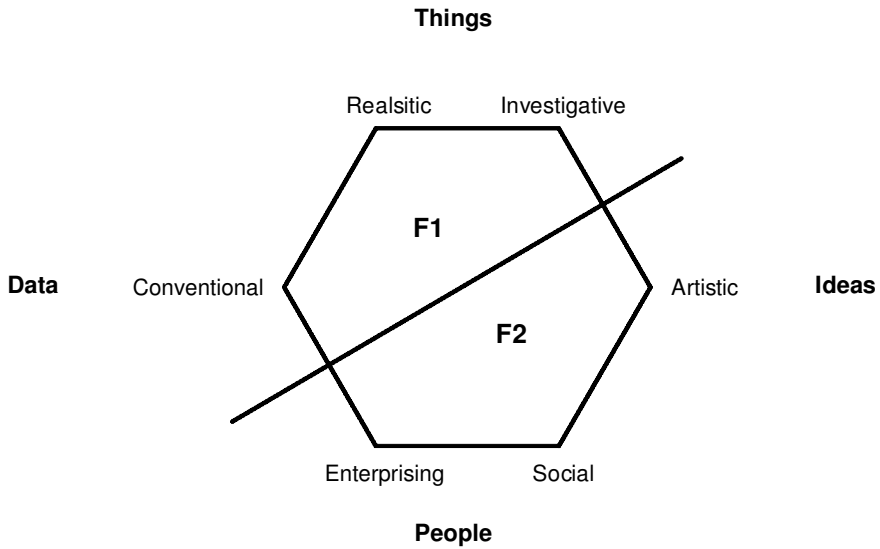 Things
Realsitic Investigative
F1
Data Conventional Artistic Ideas
F2
Enterprising Social
People